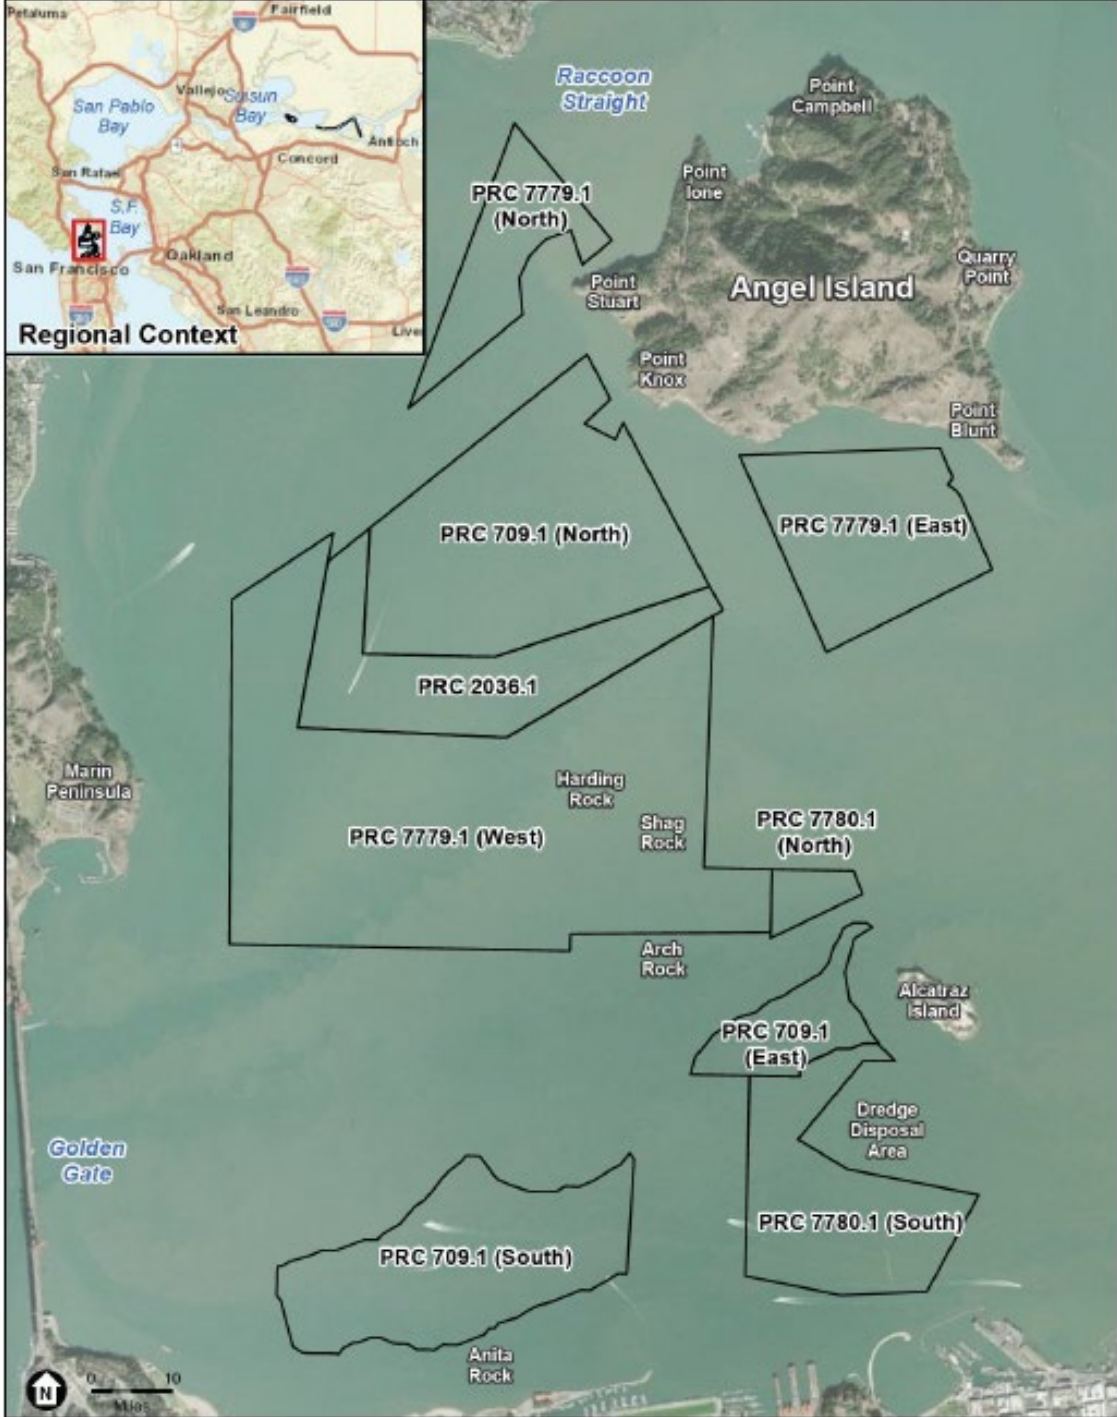 Petaluma
Fairfield
80
Vallejo
Suisun
Bay
San Pablo
Bay
Antioch
Concord
4
San Rafael
S.F.
Bay
Oakland
San Francisco
San Leandro
Live
Regional Context
Raccoon
Straight
Point
Campbell
PRC 7779.1
(North)
Point
Ione
Quarry
Point
Point
Stuart
Angel Island
Point
Knox
Point
Blunt
PRC 709.1 (North)
PRC 7779.1 (East)
PRC 2036.1
Marin
Peninsula
Harding
Rock
Shag
Rock
PRC 7779.1 (West)
PRC 7780.1
(North)
Arch
Rock
Alcatraz
Island
PRC 709.1
(East)
Dredge
Disposal
Area
Golden
Gate
PRC 7780.1 (South)
PRC 709.1 (South)
Anita
Rock
N
0 10
Miles